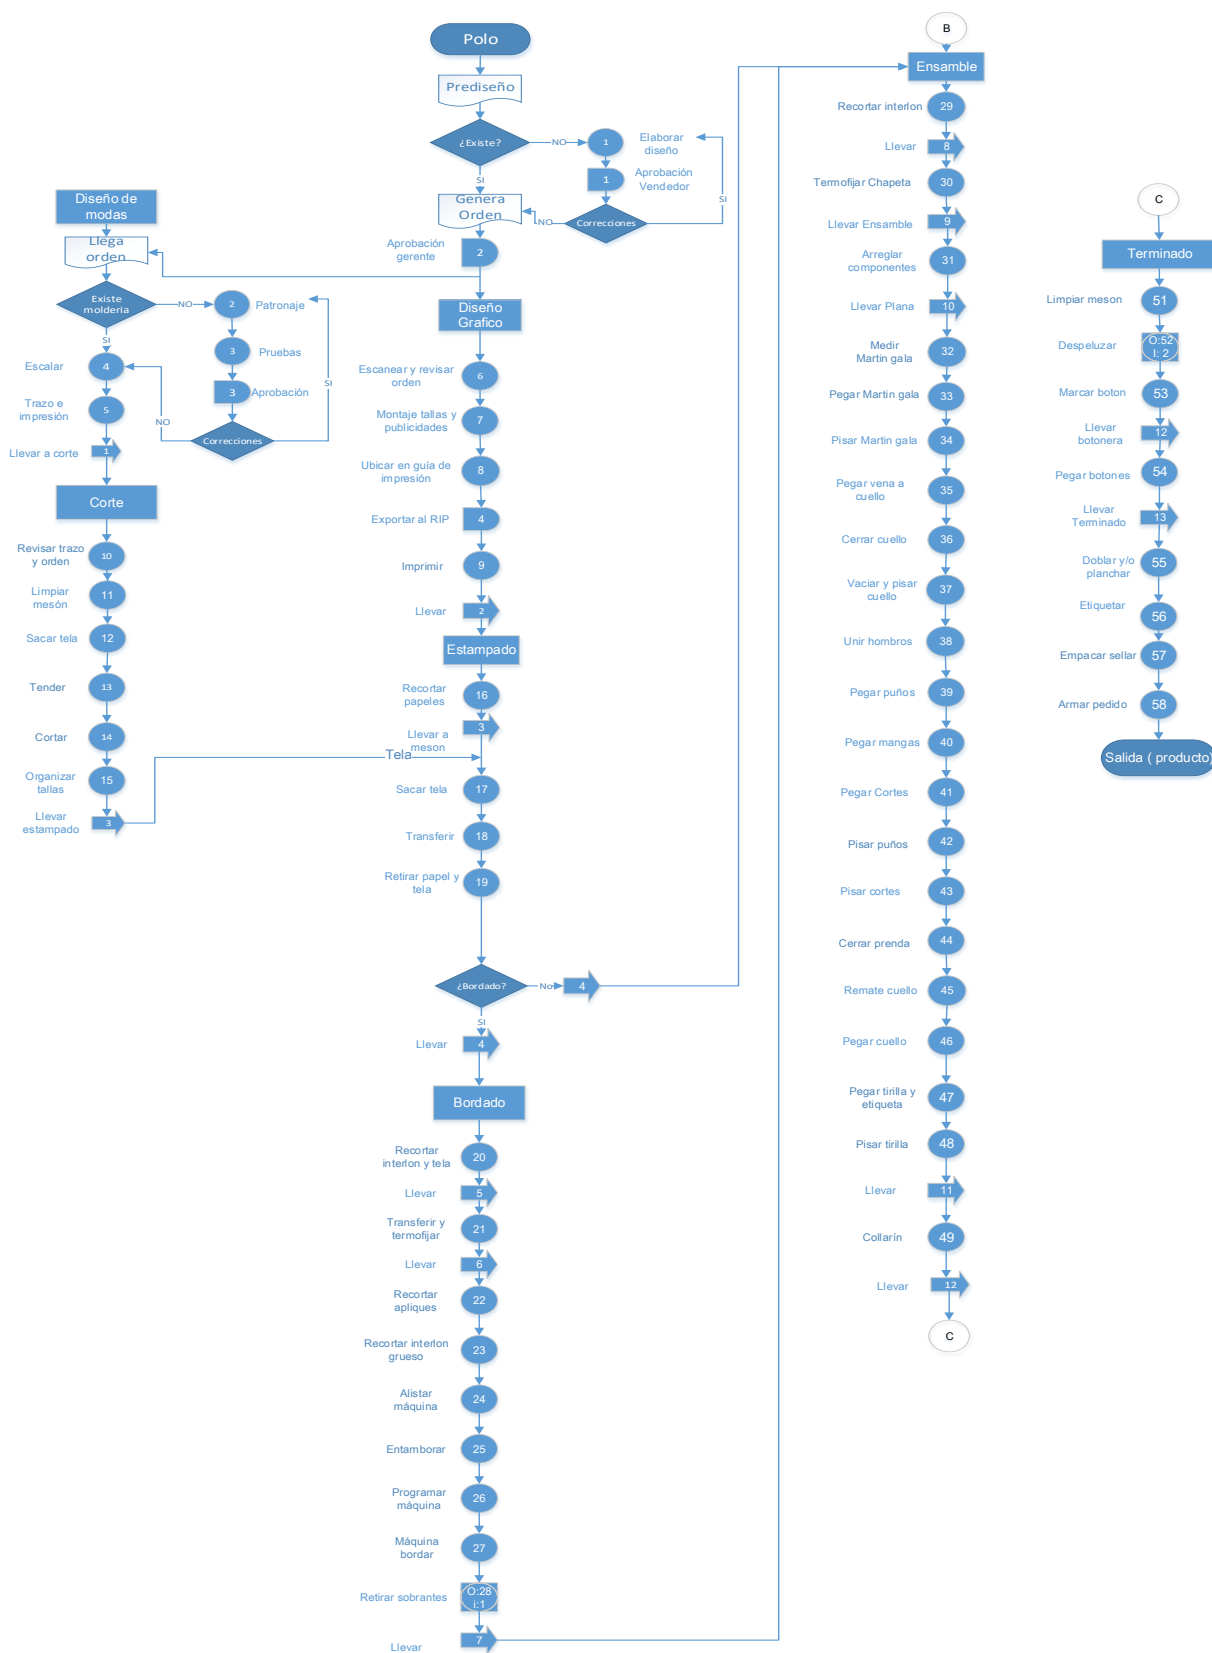 Polo
Prediseño
¿Existe?
NO
1
Elaborar
diseño
1
Aprobación
Vendedor
SI
SI
Genera
Orden
NO
Correcciones
Aprobación
gerente
2
Diseño de
modas
Llega
orden
Existe
moldería
NO
2
Patronaje
SI
3
Pruebas
Escalar
4
SI
3
Aprobación
Trazo e
impresión
5
NO
Correcciones
Llevar a corte
1
Corte
Revisar trazo
y orden
10
Limpiar
mesón
11
Sacar tela
12
Tender
13
Cortar
14
Organizar
tallas
15
Llevar
estampado
3
Diseño
Grafico
Escanear y revisar
orden
6
Montaje tallas y
publicidades
7
Ubicar en guía de
impresión
8
Exportar al RIP
4
Imprimir
9
Llevar
2
Estampado
Recortar
papeles
16
Llevar a
meson
3
Tela
Sacar tela
17
Transferir
18
Retirar papel y
tela
19
¿Bordado?
No
4
SI
Llevar
4
Bordado
Recortar
interlon y tela
20
Llevar
5
Transferir y
termofijar
21
Llevar
6
Recortar
apliques
22
Recortar interlon
grueso
23
Alistar
máquina
24
Entamborar
25
Programar
máquina
26
Máquina
bordar
27
Retirar sobrantes
O:28
i:1
Llevar
7
B
Ensamble
Recortar interlon
29
Llevar
8
Termofijar Chapeta
30
Llevar Ensamble
9
Arreglar
componentes
31
Llevar Plana
10
Medir
Martin gala
32
Pegar Martin gala
33
Pisar Martin gala
34
Pegar vena a
cuello
35
Cerrar cuello
36
Vaciar y pisar
cuello
37
Unir hombros
38
Pegar puños
39
Pegar mangas
40
Pegar Cortes
41
Pisar puños
42
Pisar cortes
43
Cerrar prenda
44
Remate cuello
45
Pegar cuello
46
Pegar tirilla y
etiqueta
47
Pisar tirilla
48
Llevar
11
Collarín
49
Llevar
12
C
C
Terminado
Limpiar meson
51
Despeluzar
O:52
I: 2
Marcar boton
53
Llevar
botonera
12
Pegar botones
54
Llevar
Terminado
13
Doblar y/o
planchar
55
Etiquetar
56
Empacar sellar
57
Armar pedido
58
Salida ( producto)